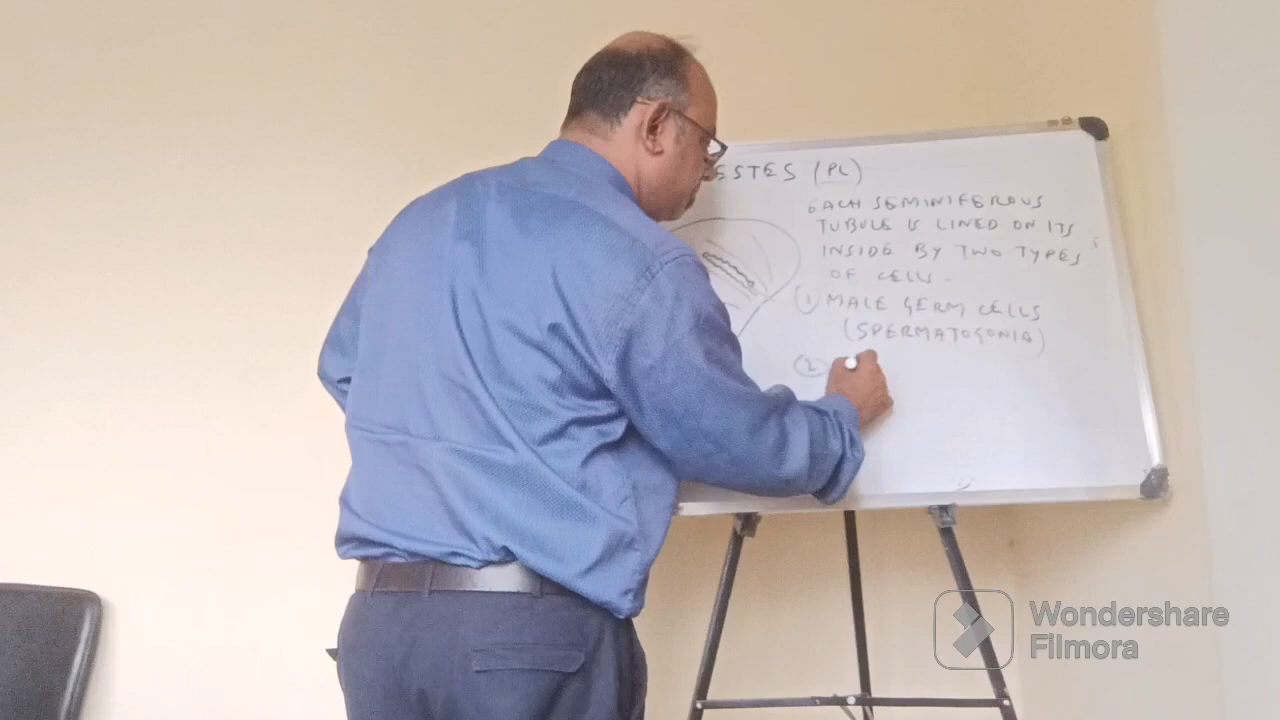 ESTES (PL)
EACH SEMINIFEROUS
TUBULE IS LINED ON ITS
INSIDE BY TWO TYPES
OF CELLS.
1 MALE GERM CELLS
(SPERMATOGONIA)
2
Wondershare
Filmora